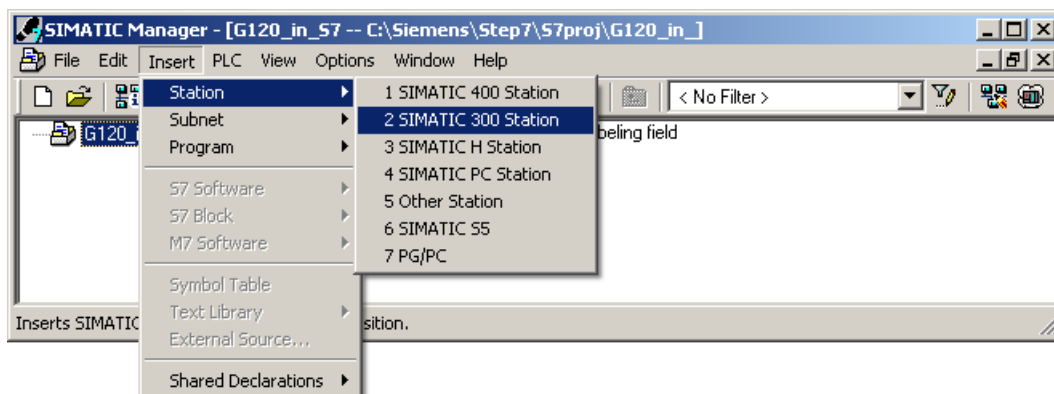 SIMATIC Manager - [G120_in_S7 -- C:\Siemens\Step7\S7proj\G120_in_]
File Edit Insert PLC View Options Window Help
< No Filter >
Station
Subnet
Program
S7 Software
S7 Block
M7 Software
Symbol Table
Text Library
External Source...
Shared Declarations
1 SIMATIC 400 Station
2 SIMATIC 300 Station
3 SIMATIC H Station
4 SIMATIC PC Station
5 Other Station
6 SIMATIC S5
7 PG/PC
G120_ beling field
Inserts SIMATIC sition.